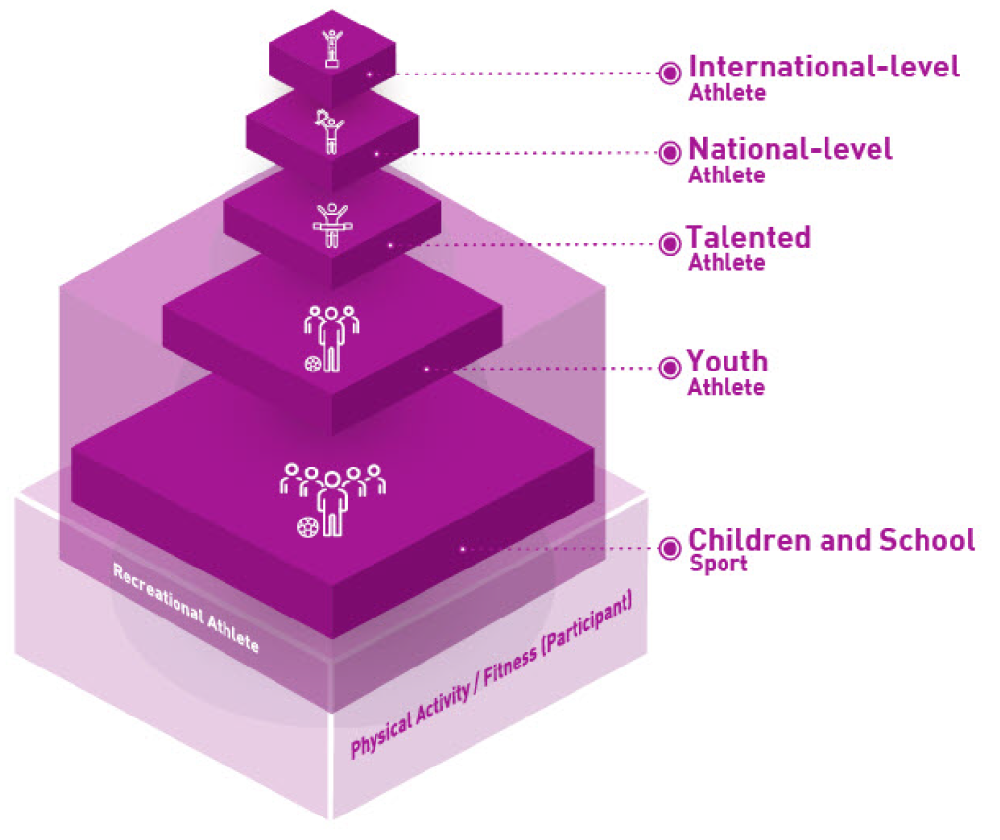 International-level
Athlete
National-level
Athlete
Talented
Athlete
Youth
Athlete
Children and School
Sport
Recreational Athlete
Physical Activity / Fitness (Participant)